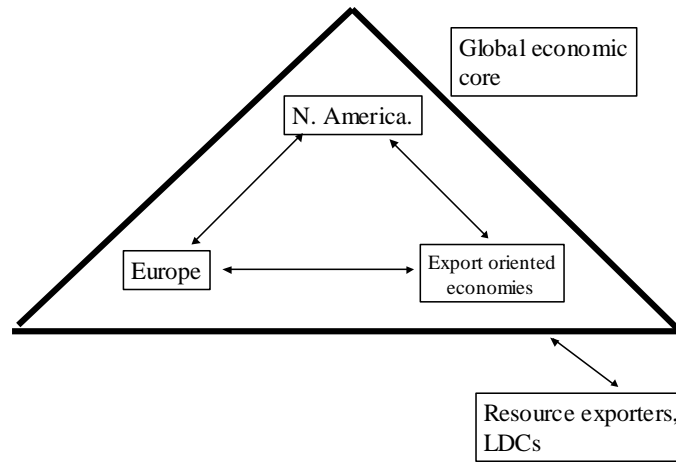 Global economic
core
N. America.
Europe
Export oriented
economies
Resource exporters,
LDCs